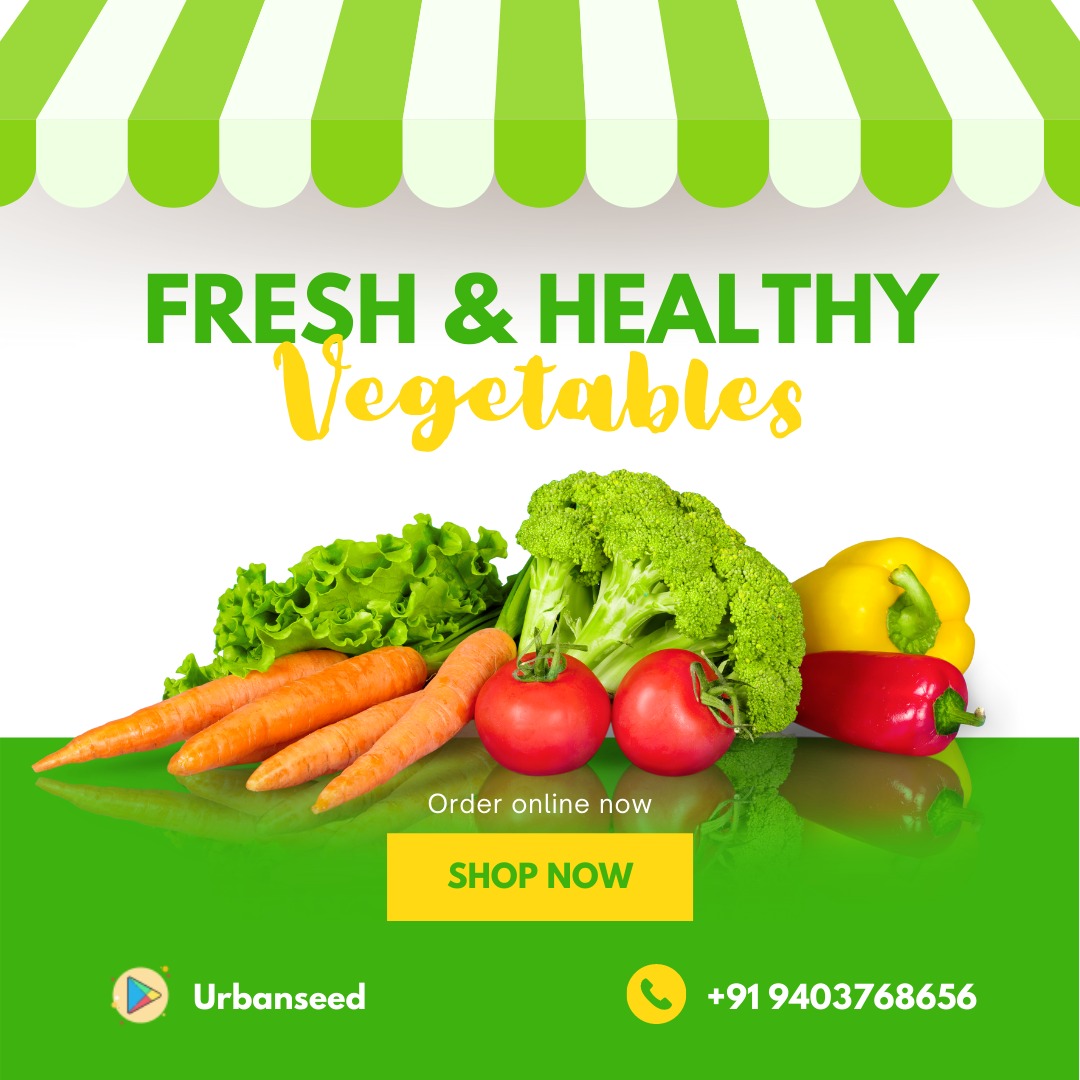 FRESH & HEALTHY
Vegetables
Order online now
SHOP NOW
Urbanseed
+91 9403768656